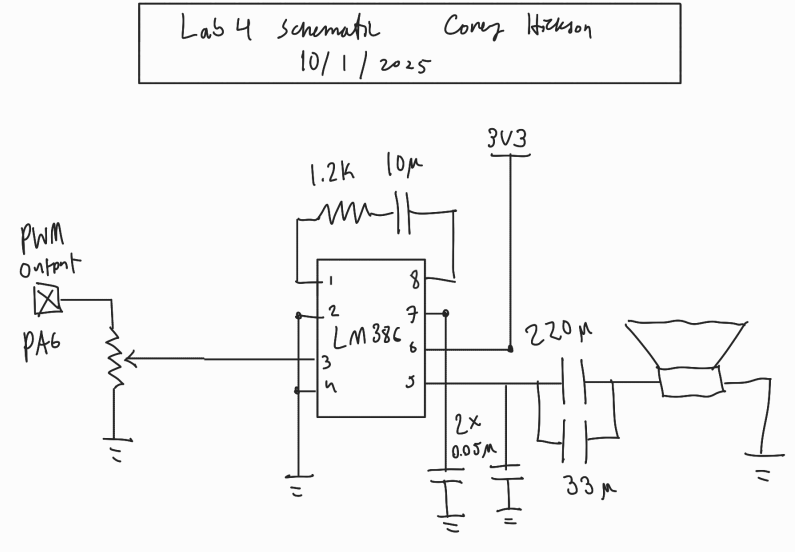 Lab 4 Schematic Corey Hickson
10/1/2025
3V3
1.2K 10μ
PWM
Output
PA6
1
2
3
4
LM386
8
7
6
5
220μ
2x
0.05μ
33μ